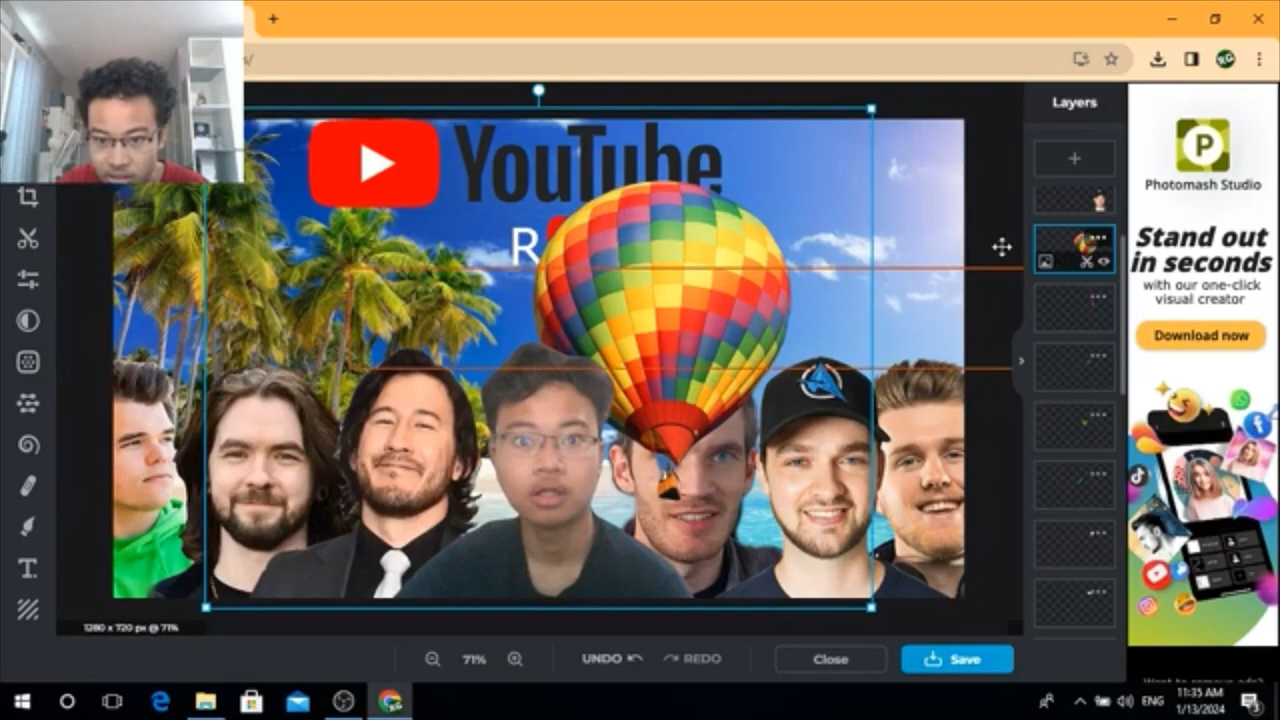 RG
Layers
YouTube
R
P
Photomash Studio
Stand out
in seconds
with our one-click
visual creator
Download now
T
1280 x 720 px @ 71%
71%
UNDO
REDO
Close
Save
ENG
11:35 AM
1/13/2024